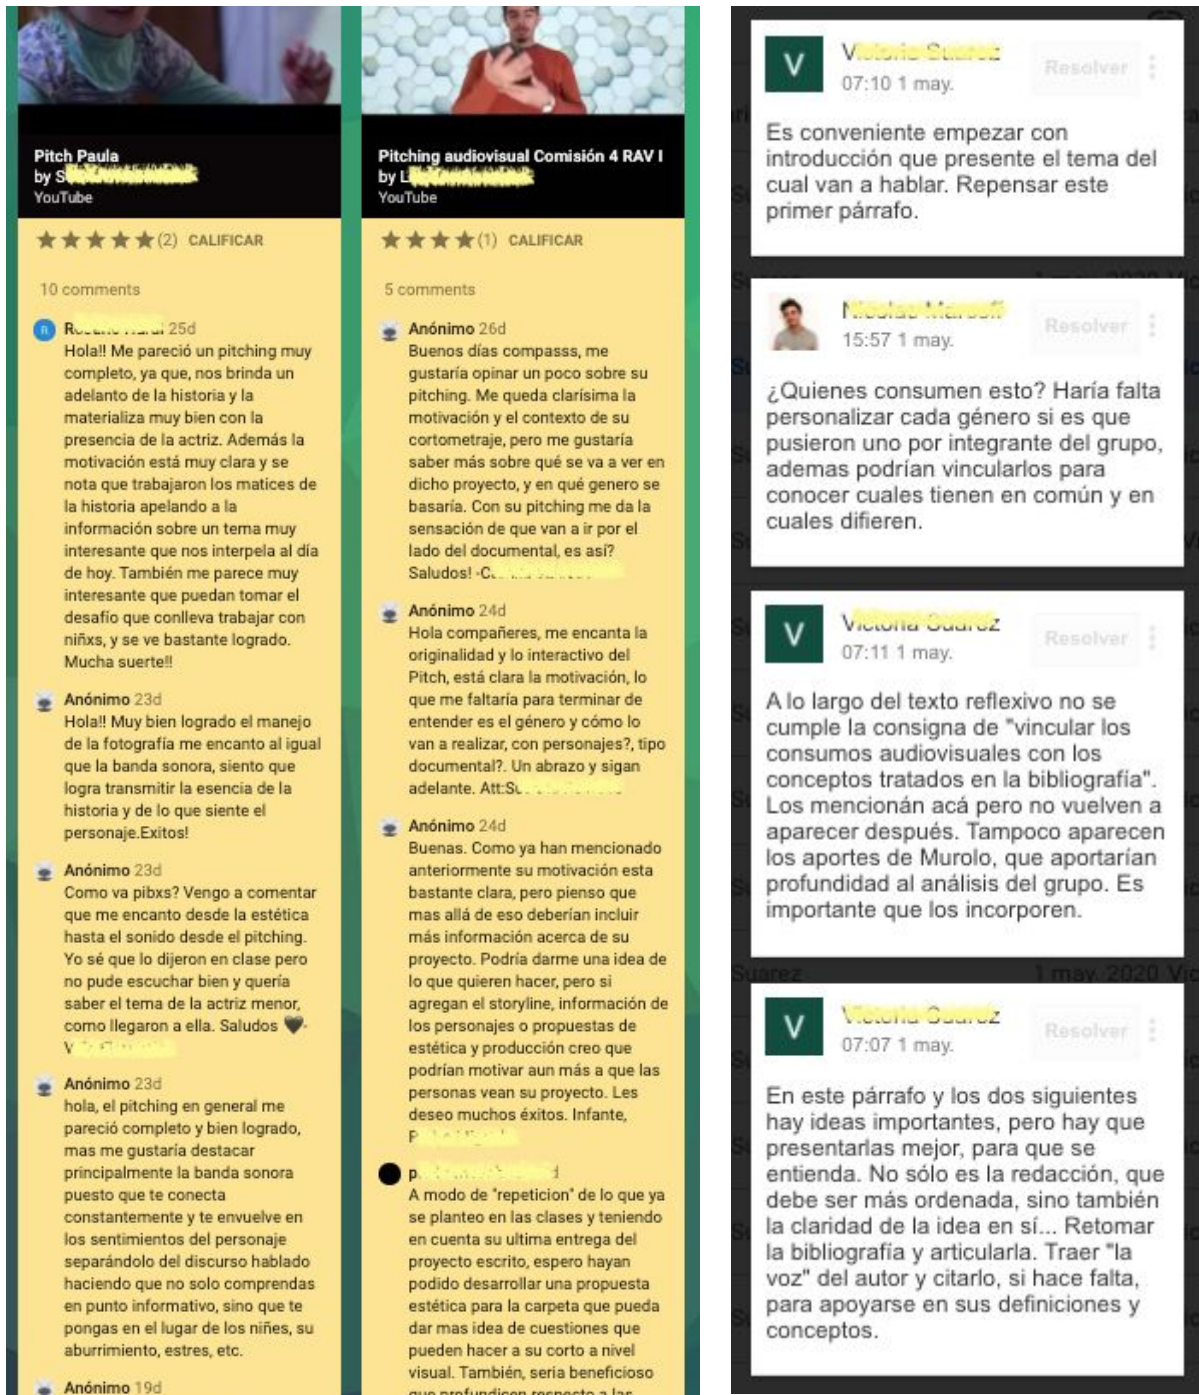 Pitch Paula
by S
YouTube
(2) CALIFICAR
10 comments
25d
Hola!! Me pareció un pitching muy
completo, ya que, nos brinda un
adelanto de la historia y la
materializa muy bien con la
presencia de la actriz. Además la
motivación está muy clara y se
nota que trabajaron los matices de
la historia apelando a la
información sobre un tema muy
interesante que nos interpela al día
de hoy. También me parece muy
interesante que puedan tomar el
desafío que conlleva trabajar con
niñxs, y se ve bastante logrado.
Mucha suerte!!
Anónimo 23d
Hola!! Muy bien logrado el manejo
de la fotografía me encanto al igual
que la banda sonora, siento que
logra transmitir la esencia de la
historia y de lo que siente el
personaje.Exitos!
Anónimo 23d
Como va pibxs? Vengo a comentar
que me encanto desde la estética
hasta el sonido desde el pitching.
Yo sé que lo dijeron en clase pero
no pude escuchar bien y quería
saber el tema de la actriz menor,
como llegaron a ella. Saludos 🖤-
V
Anónimo 23d
hola, el pitching en general me
pareció completo y bien logrado,
mas me gustaría destacar
principalmente la banda sonora
puesto que te conecta
constantemente y te envuelve en
los sentimientos del personaje
separándolo del discurso hablado
haciendo que no solo comprendas
en punto informativo, sino que te
pongas en el lugar de los niñes, su
aburrimiento, estres, etc.
Anónimo 19d
Pitching audiovisual Comisión 4 RAV I
by L
YouTube
(1) CALIFICAR
5 comments
Anónimo 26d
Buenos días compasss, me
gustaría opinar un poco sobre su
pitching. Me queda clarísima la
motivación y el contexto de su
cortometraje, pero me gustaría
saber más sobre qué se va a ver en
dicho proyecto, y en qué genero se
basaría. Con su pitching me da la
sensación de que van a ir por el
lado del documental, es así?
Saludos! -C
Anónimo 24d
Hola compañeres, me encanta la
originalidad y lo interactivo del
Pitch, está clara la motivación, lo
que me faltaría para terminar de
entender es el género y cómo lo
van a realizar, con personajes?, tipo
documental?. Un abrazo y sigan
adelante. Att:S
Anónimo 24d
Buenas. Como ya han mencionado
anteriormente su motivación esta
bastante clara, pero pienso que
mas allá de eso deberían incluir
más información acerca de su
proyecto. Podría darme una idea de
lo que quieren hacer, pero si
agregan el storyline, información de
los personajes o propuestas de
estética y producción creo que
podrían motivar aun más a que las
personas vean su proyecto. Les
deseo muchos éxitos. Infante,
P
p
A modo de "repeticion" de lo que ya
se planteo en las clases y teniendo
en cuenta su ultima entrega del
proyecto escrito, espero hayan
podido desarrollar una propuesta
estética para la carpeta que pueda
dar mas idea de cuestiones que
pueden hacer a su corto a nivel
visual. También, seria beneficioso
que profundicen respecto a las
V
Resolver
07:10 1 may.
Es conveniente empezar con
introducción que presente el tema del
cual van a hablar. Repensar este
primer párrafo.
Resolver
15:57 1 may.
¿Quienes consumen esto? Haría falta
personalizar cada género si es que
pusieron uno por integrante del grupo,
ademas podrían vincularlos para
conocer cuales tienen en común y en
cuales difieren.
V
Resolver
07:11 1 may.
A lo largo del texto reflexivo no se
cumple la consigna de "vincular los
consumos audiovisuales con los
conceptos tratados en la bibliografía".
Los mencionán acá pero no vuelven a
aparecer después. Tampoco aparecen
los aportes de Murolo, que aportarían
profundidad al análisis del grupo. Es
importante que los incorporen.
Suarez 1 may. 2020 Vic
V
Resolver
07:07 1 may.
En este párrafo y los dos siguientes
hay ideas importantes, pero hay que
presentarlas mejor, para que se
entienda. No sólo es la redacción, que
debe ser más ordenada, sino también
la claridad de la idea en sí... Retomar
la bibliografía y articularla. Traer "la
voz" del autor y citarlo, si hace falta,
para apoyarse en sus definiciones y
conceptos.